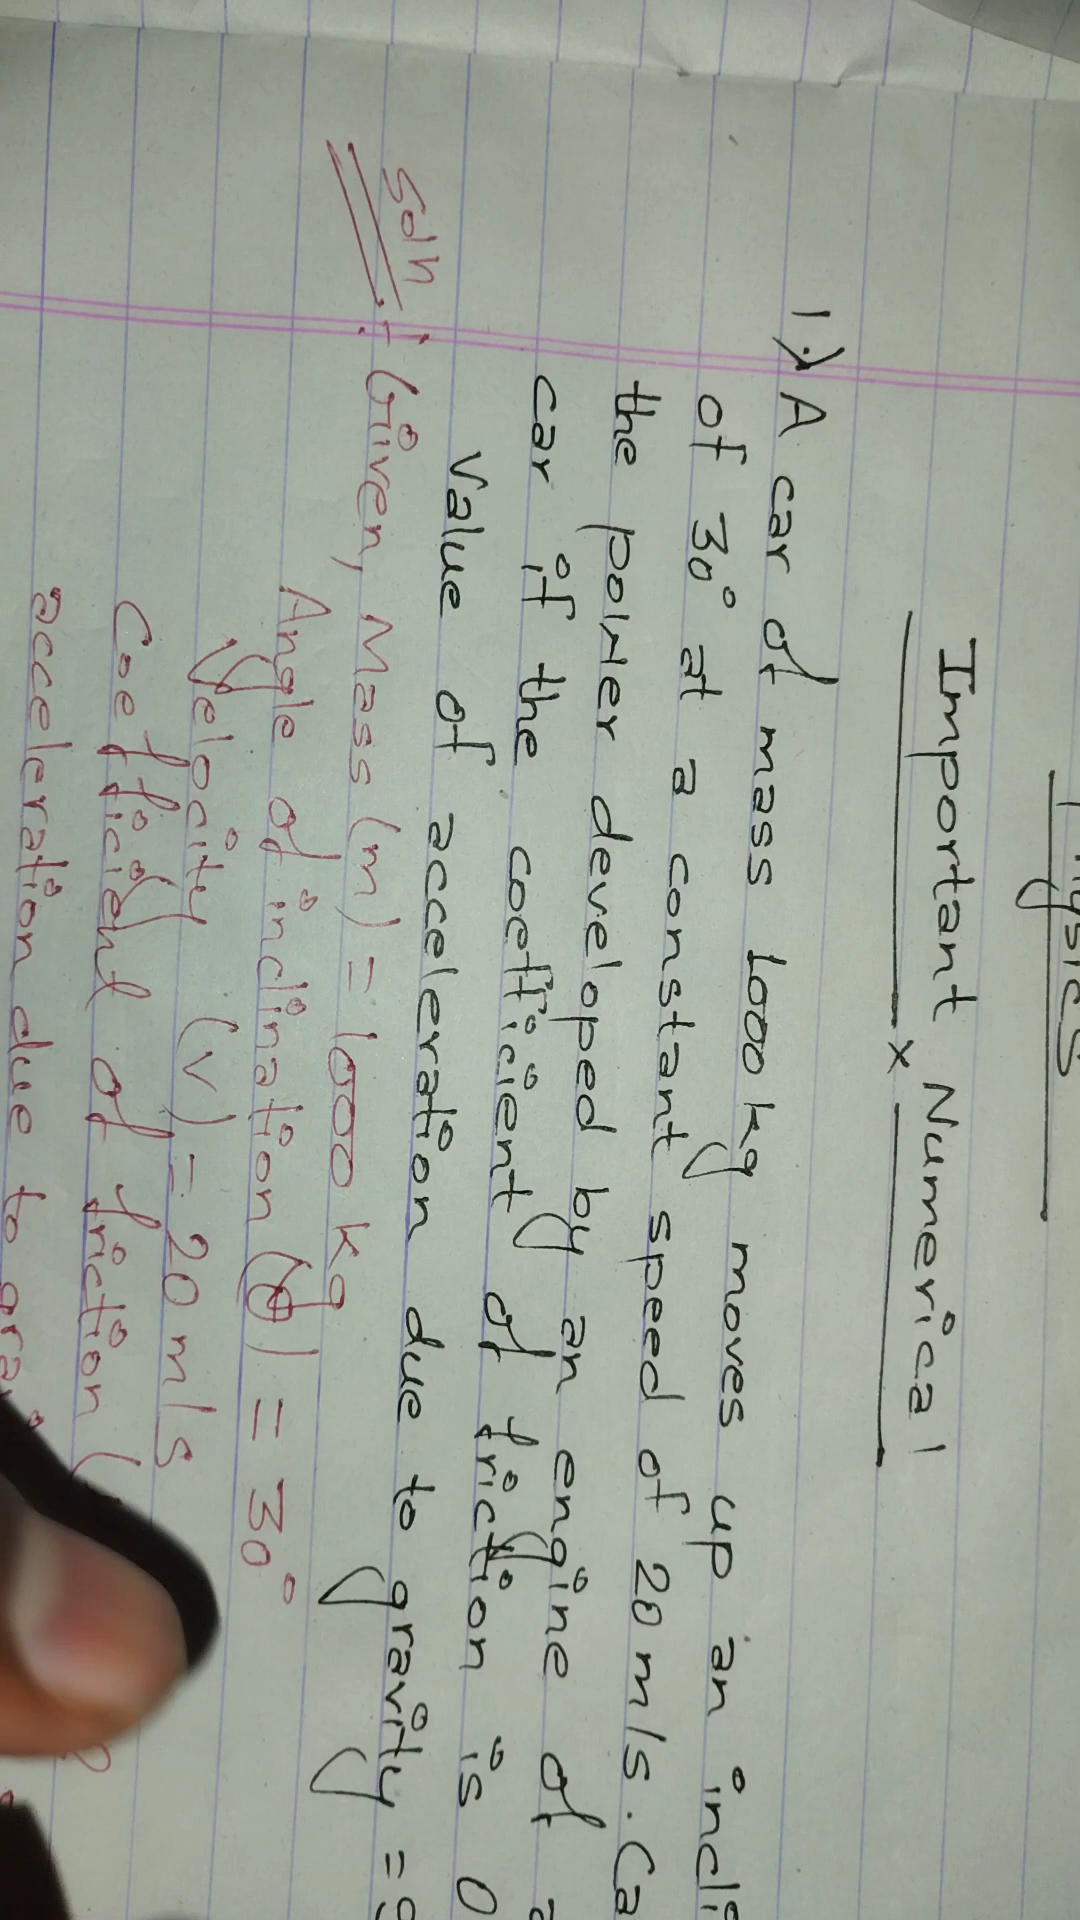 Important Numerical
x
1.) A car of mass 1000 kg moves up an incli
of 30° at a constant speed of 20 m/s. Ca
the power developed by an engine of a
car if the coefficient of friction is 0
Value of acceleration due to gravity = 9
Soln :- Given, Mass (m) = 1000 kg
Angle of inclination (θ) = 30°
Velocity (v) = 20 m/s
Coefficient of friction (
acceleration due to gra